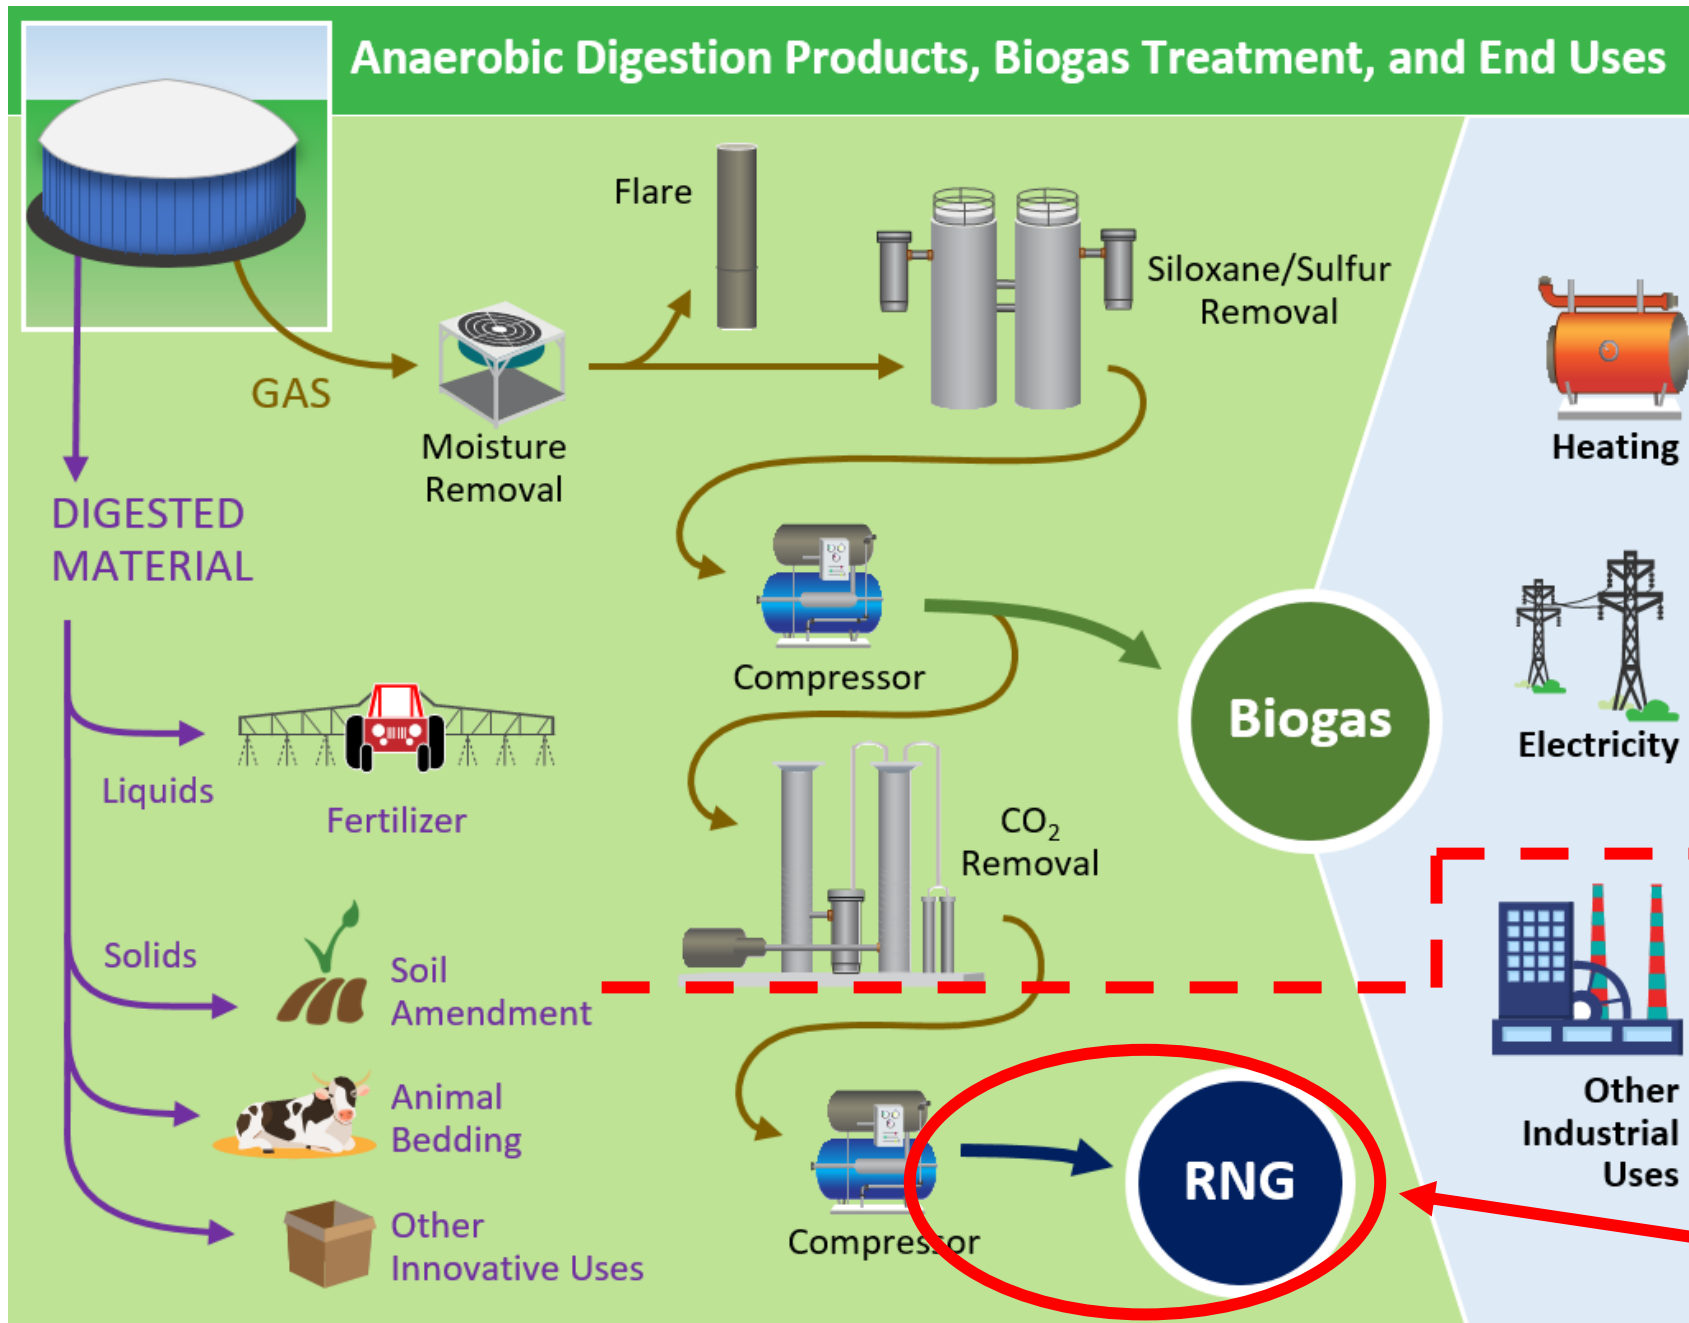 Anaerobic Digestion Products, Biogas Treatment, and End Uses
Flare
Siloxane/Sulfur
Removal
GAS
Moisture
Removal
Heating
DIGESTED
MATERIAL
Compressor
Biogas
Electricity
Liquids
Fertilizer
CO₂
Removal
Solids
Soil
Amendment
Animal
Bedding
Other
Industrial
Uses
RNG
Compressor
Other
Innovative Uses